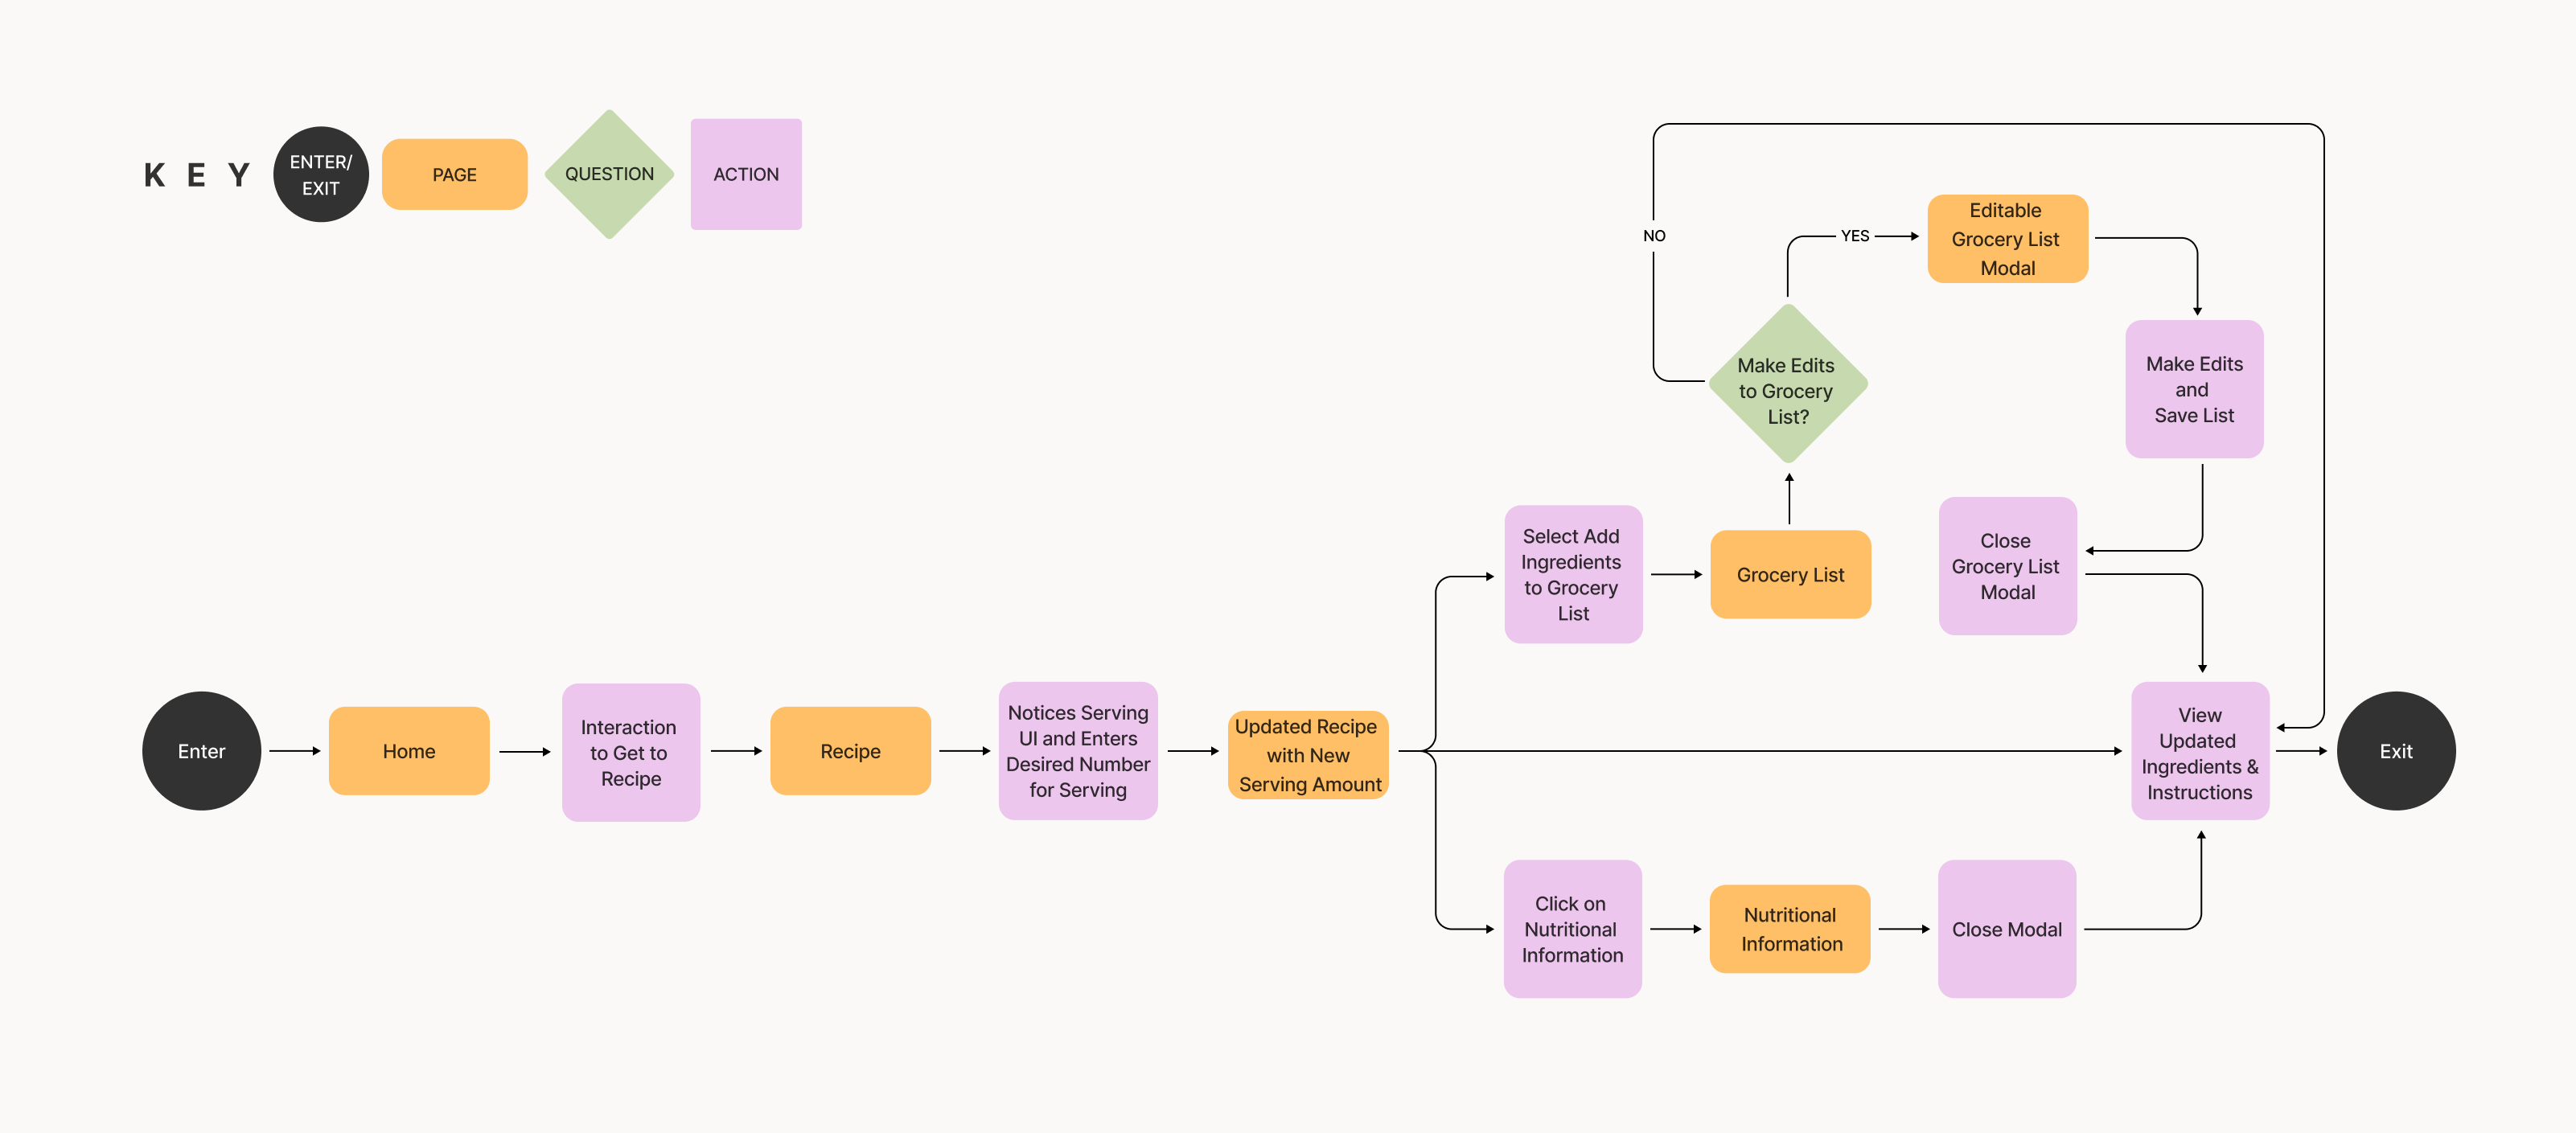 KEY
ENTER/
EXIT
PAGE
QUESTION
ACTION
NO
YES
Editable
Grocery List
Modal
Make Edits
to Grocery
List?
Make Edits
and
Save List
Select Add
Ingredients
to Grocery
List
Grocery List
Close
Grocery List
Modal
Enter
Home
Interaction
to Get to
Recipe
Recipe
Notices Serving
UI and Enters
Desired Number
for Serving
Updated Recipe
with New
Serving Amount
View
Updated
Ingredients &
Instructions
Exit
Click on
Nutritional
Information
Nutritional
Information
Close Modal